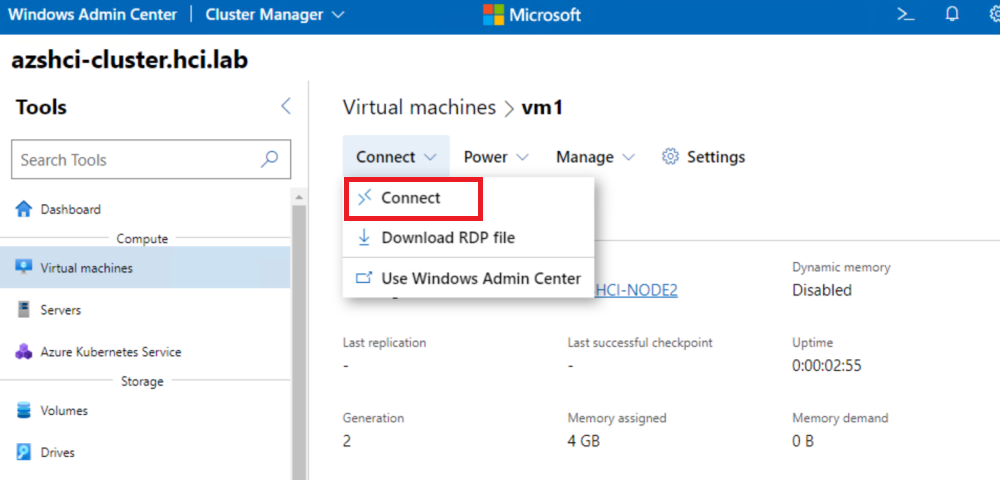 Windows Admin Center | Cluster Manager Microsoft
azshci-cluster.hci.lab
Tools
Search Tools
Dashboard
Compute
Virtual machines
Servers
Azure Kubernetes Service
Storage
Volumes
Drives
Virtual machines > vm1
Connect Power Manage Settings
Connect
Download RDP file
Use Windows Admin Center
HCI-NODE2
Dynamic memory
Disabled
Last replication
-
Last successful checkpoint
-
Uptime
0:00:02:55
Generation
2
Memory assigned
4 GB
Memory demand
0 B